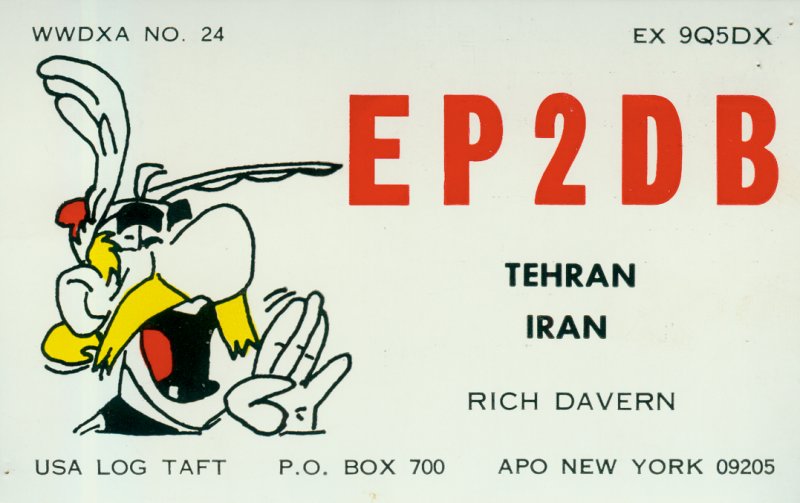 WWDXA NO. 24 EX 9Q5DX
EP2DB
TEHRAN
IRAN
RICH DAVERN
USA LOG TAFT P.O. BOX 700 APO NEW YORK 09205